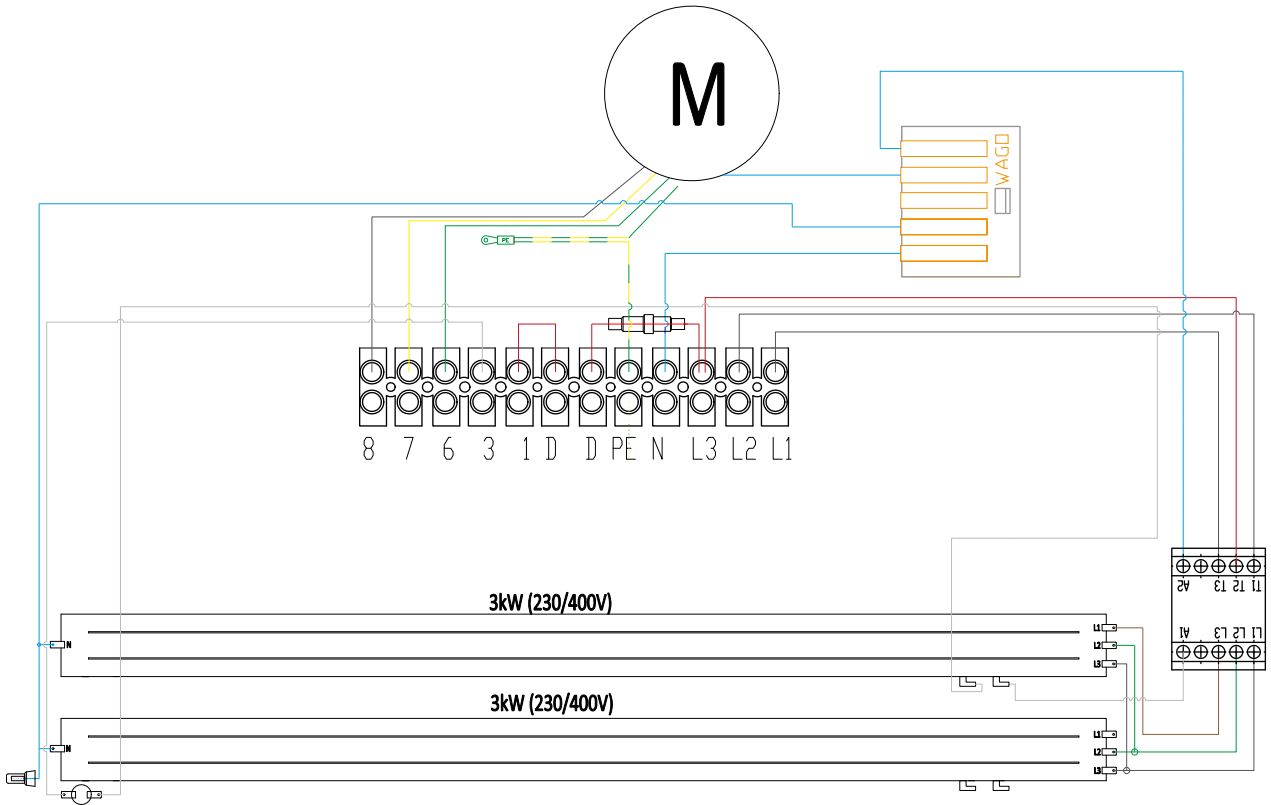 M
WAGO
PE
8 7 6 3 1 D D PE N L3 L2 L1
A2 T3 T2 T1
A1 L3 L2 L1
3kW (230/400V)
N
L1
L2
L3
3kW (230/400V)
N
L1
L2
L3